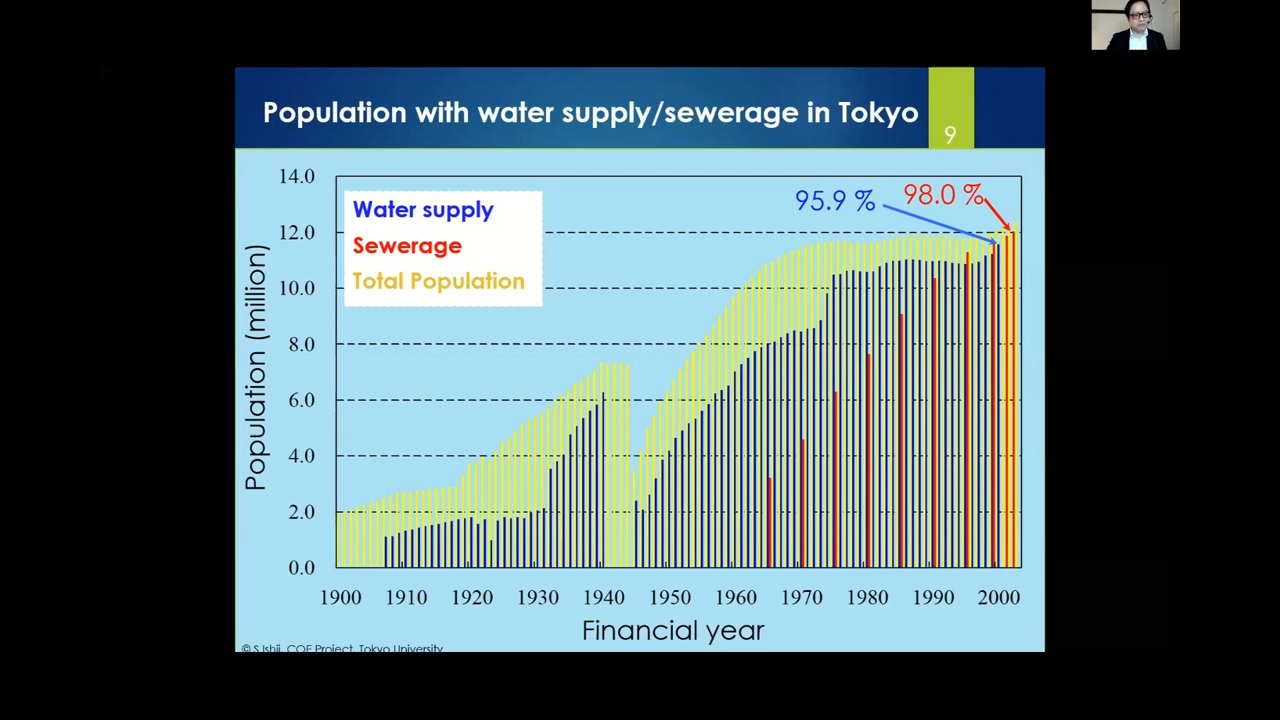 Population with water supply/sewerage in Tokyo
9
14.0
12.0
10.0
8.0
6.0
4.0
2.0
0.0
Population (million)
Water supply
Sewerage
Total Population
95.9 %
98.0 %
1900 1910 1920 1930 1940 1950 1960 1970 1980 1990 2000
Financial year
© S Ishii, COE Project, Tokyo University